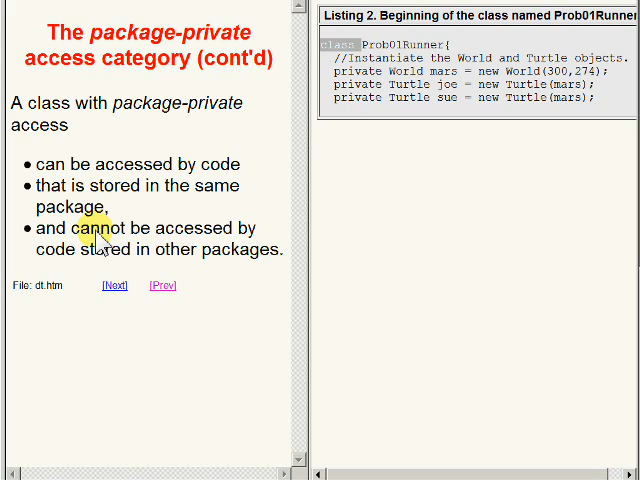 The package-private
access category (cont'd)
A class with package-private
access
can be accessed by code
that is stored in the same
package,
and cannot be accessed by
code stored in other packages.
File: dt.htm [Next] [Prev]
Listing 2. Beginning of the class named Prob01Runner
class Prob01Runner{
//Instantiate the World and Turtle objects.
private World mars = new World(300,274);
private Turtle joe = new Turtle(mars);
private Turtle sue = new Turtle(mars);